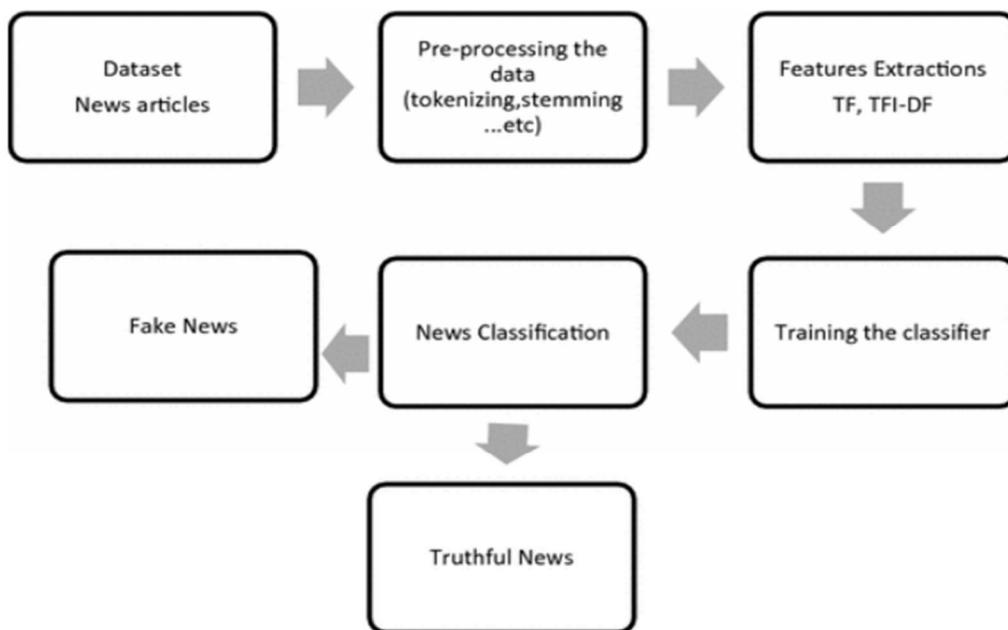 Dataset
News articles
Pre-processing the
data
(tokenizing,stemming
...etc)
Features Extractions
TF, TFI-DF
Fake News
News Classification
Training the classifier
Truthful News